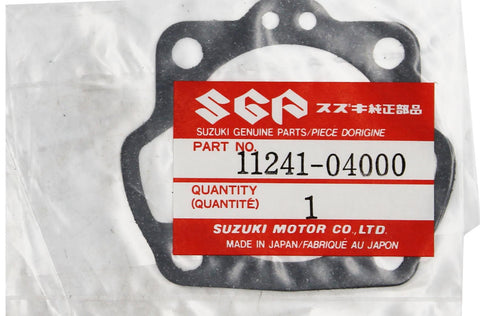 SGP スズキ純正部品
SUZUKI GENUINE PARTS/PIECE DORIGINE
PART NO. 11241-04000
QUANTITY
(QUANTITÉ) 1
SUZUKI MOTOR CO.,LTD.
MADE IN JAPAN/FABRIQUÉ AU JAPON